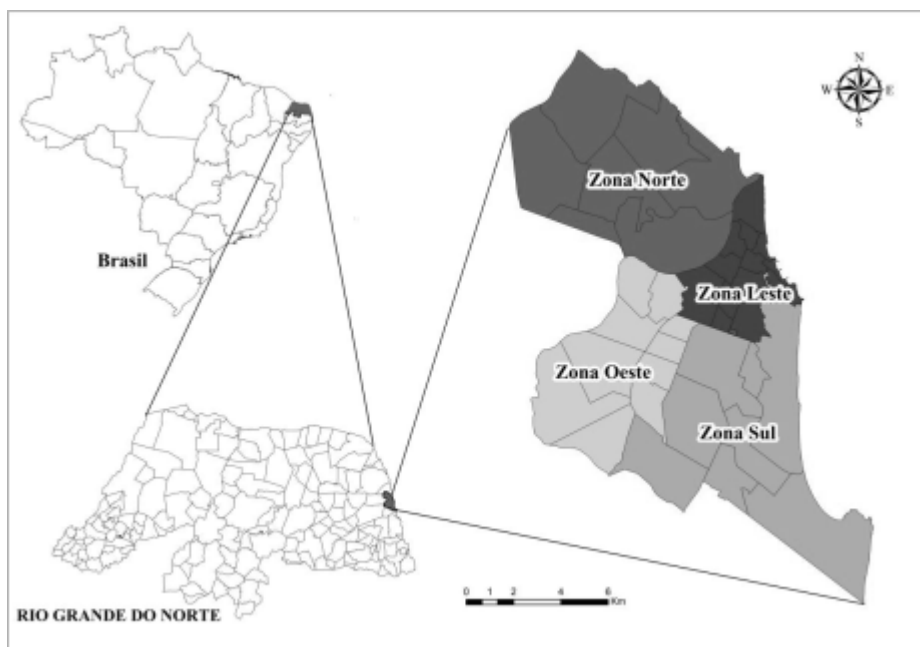 N
W E
S
Zona Norte
Brasil
Zona Leste
Zona Oeste
Zona Sul
0 1 2 4 6
Km
RIO GRANDE DO NORTE